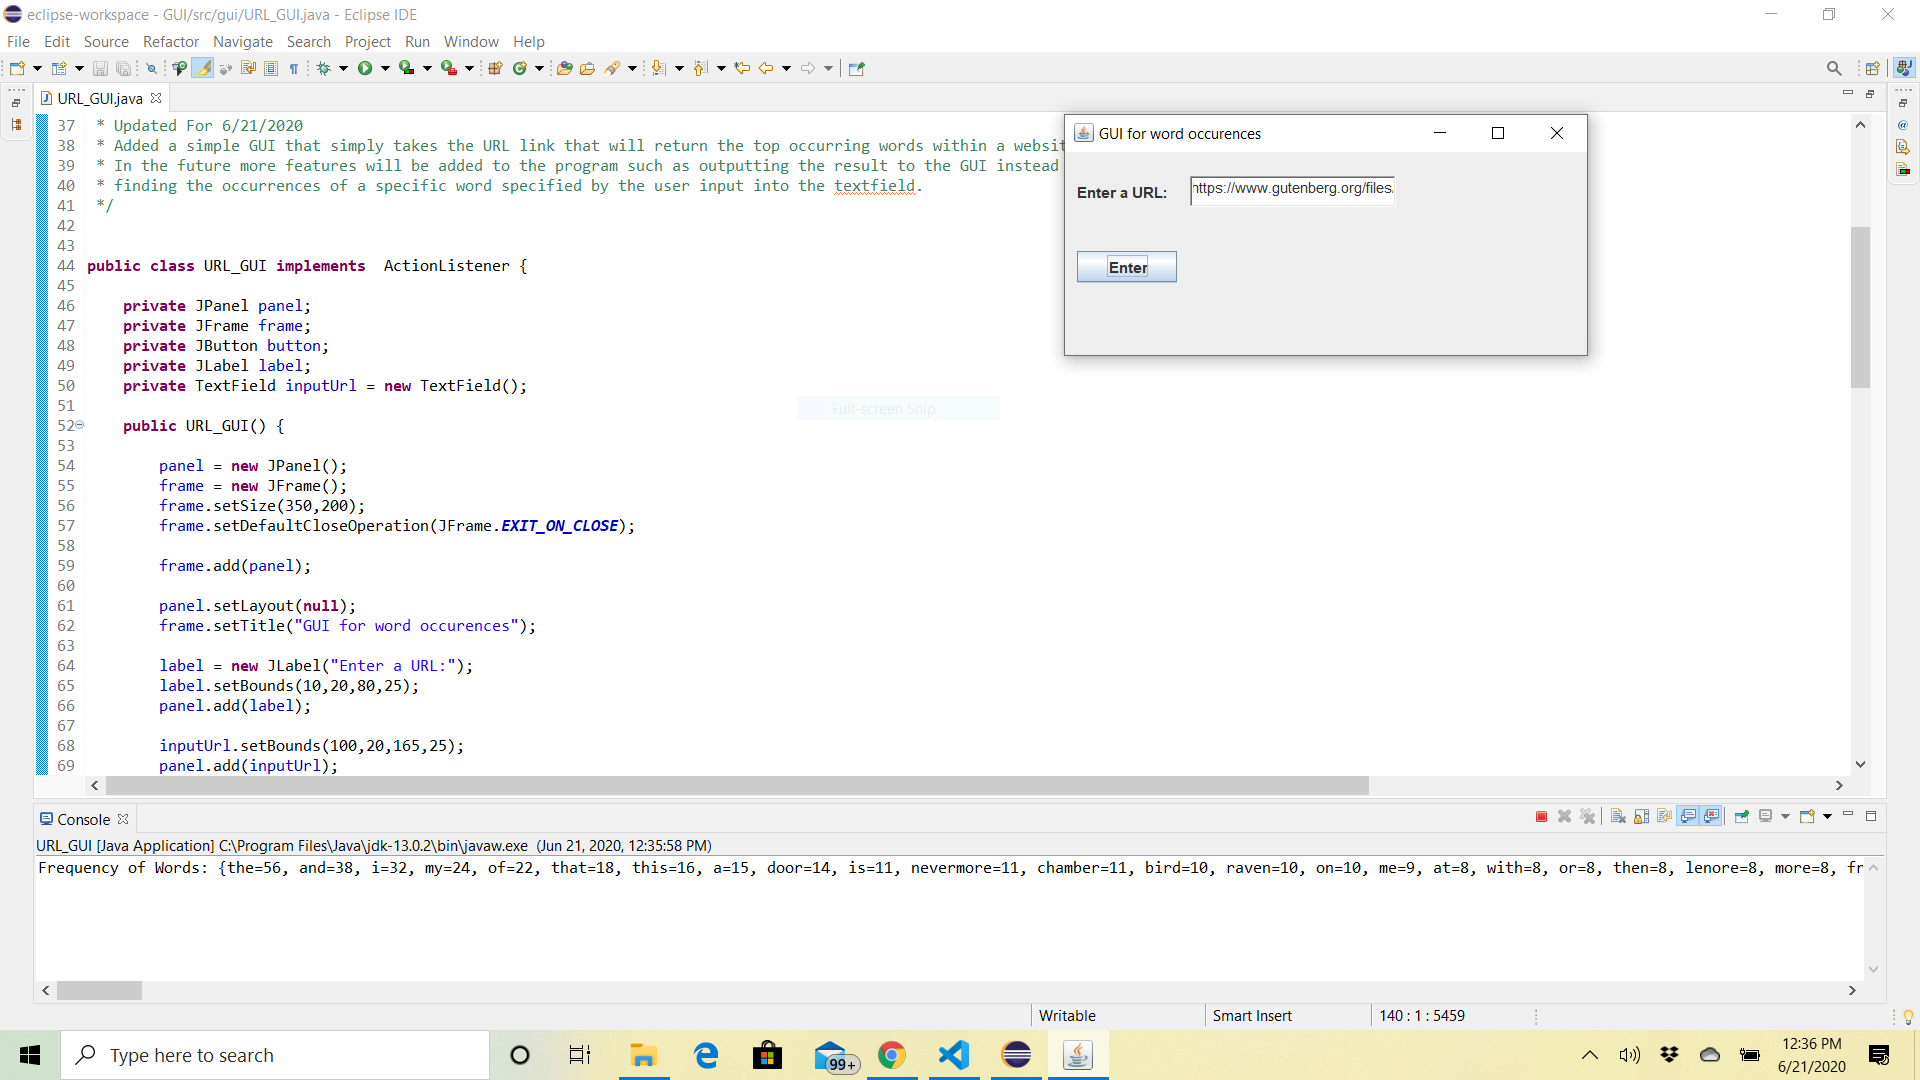 eclipse-workspace - GUI/src/gui/URL_GUI.java - Eclipse IDE
File Edit Source Refactor Navigate Search Project Run Window Help
URL_GUI.java
37 * Updated For 6/21/2020
38 * Added a simple GUI that simply takes the URL link that will return the top occurring words within a websit
39 * In the future more features will be added to the program such as outputting the result to the GUI instead
40 * finding the occurrences of a specific word specified by the user input into the textfield.
41 */
42
43
44 public class URL_GUI implements  ActionListener {
45
46 private JPanel panel;
47 private JFrame frame;
48 private JButton button;
49 private JLabel label;
50 private TextField inputUrl = new TextField();
51
52 public URL_GUI() {
53
54 panel = new JPanel();
55 frame = new JFrame();
56 frame.setSize(350,200);
57 frame.setDefaultCloseOperation(JFrame.EXIT_ON_CLOSE);
58
59 frame.add(panel);
60
61 panel.setLayout(null);
62 frame.setTitle("GUI for word occurences");
63
64 label = new JLabel("Enter a URL:");
65 label.setBounds(10,20,80,25);
66 panel.add(label);
67
68 inputUrl.setBounds(100,20,165,25);
69 panel.add(inputUrl);
GUI for word occurences
Enter a URL: https://www.gutenberg.org/files/
Enter
Full-screen Snip
Console
URL_GUI [Java Application] C:\Program Files\Java\jdk-13.0.2\bin\javaw.exe (Jun 21, 2020, 12:35:58 PM)
Frequency of Words: {the=56, and=38, i=32, my=24, of=22, that=18, this=16, a=15, door=14, is=11, nevermore=11, chamber=11, bird=10, raven=10, on=10, me=9, at=8, with=8, or=8, then=8, lenore=8, more=8, fr
Writable Smart Insert 140 : 1 : 5459
Type here to search
99+
12:36 PM
6/21/2020